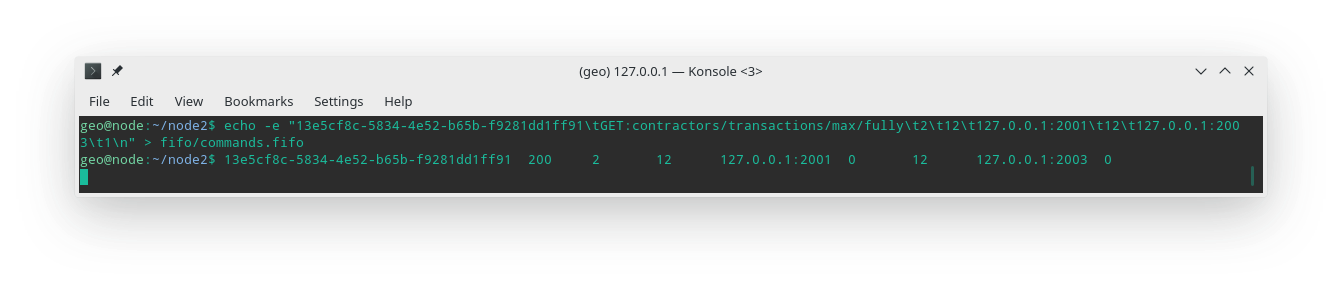 (geo) 127.0.0.1 — Konsole <3>
File Edit View Bookmarks Settings Help
geo@node:~/node2$ echo -e "13e5cf8c-5834-4e52-b65b-f9281dd1ff91\tGET:contractors/transactions/max/fully\t2\t12\t127.0.0.1:2001\t12\t127.0.0.1:200
3\t1\n" > fifo/commands.fifo
geo@node:~/node2$ 13e5cf8c-5834-4e52-b65b-f9281dd1ff91 200 2 12 127.0.0.1:2001 0 12 127.0.0.1:2003 0